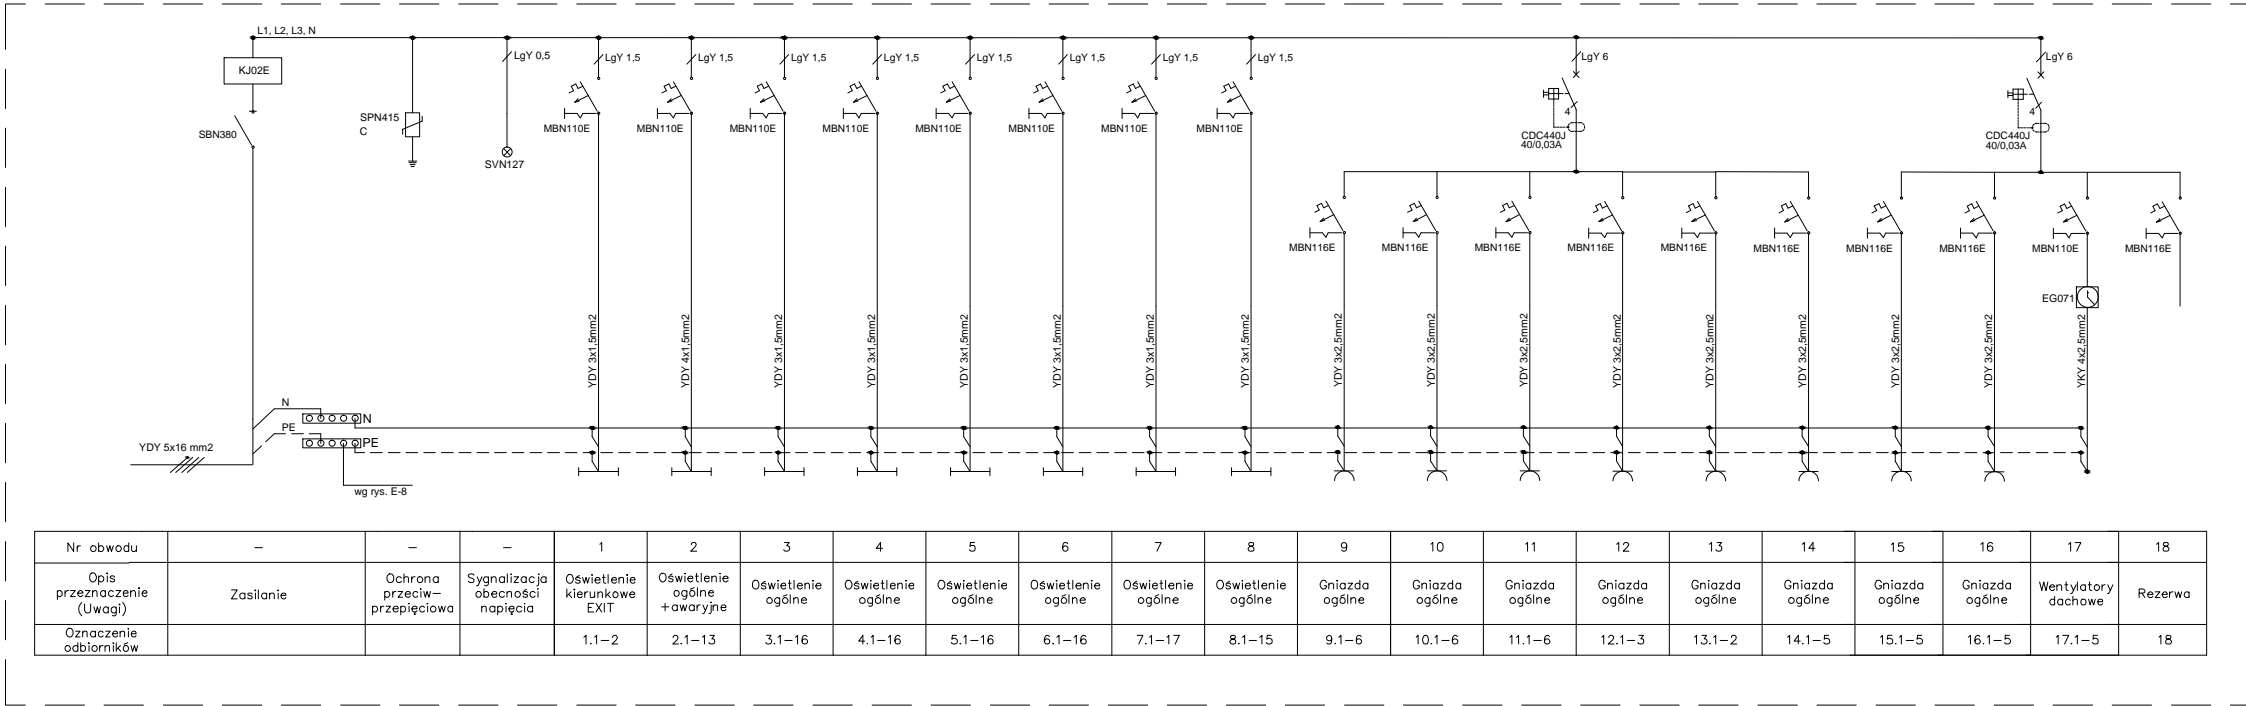 L1, L2, L3, N
KJ02E
SBN380
SPN415
C
LgY 0,5
SVN127
LgY 1,5
LgY 1,5
LgY 1,5
LgY 1,5
LgY 1,5
LgY 1,5
LgY 1,5
LgY 1,5
LgY 6
LgY 6
MBN110E
MBN110E
MBN110E
MBN110E
MBN110E
MBN110E
MBN110E
MBN110E
4
CDC440J
40/0,03A
4
CDC440J
40/0,03A
MBN116E
MBN116E
MBN116E
MBN116E
MBN116E
MBN116E
MBN116E
MBN116E
MBN110E
MBN116E
EG071
YDY 3x1,5mm2
YDY 4x1,5mm2
YDY 3x1,5mm2
YDY 3x1,5mm2
YDY 3x1,5mm2
YDY 3x1,5mm2
YDY 3x1,5mm2
YDY 3x1,5mm2
YDY 3x2,5mm2
YDY 3x2,5mm2
YDY 3x2,5mm2
YDY 3x2,5mm2
YDY 3x2,5mm2
YDY 3x2,5mm2
YDY 3x2,5mm2
YDY 3x2,5mm2
YKY 4x2,5mm2
N
N
PE
PE
YDY 5x16 mm2
wg rys. E-8
Nr obwodu – – – 1 2 3 4 5 6 7 8 9 10 11 12 13 14 15 16 17 18
Opis
przeznaczenie
(Uwagi)
Zasilanie
Ochrona
przeciw–
przepięciowa
Sygnalizacja
obecności
napięcia
Oświetlenie
kierunkowe
EXIT
Oświetlenie
ogólne
+awaryjne
Oświetlenie
ogólne
Oświetlenie
ogólne
Oświetlenie
ogólne
Oświetlenie
ogólne
Oświetlenie
ogólne
Oświetlenie
ogólne
Gniazda
ogólne
Gniazda
ogólne
Gniazda
ogólne
Gniazda
ogólne
Gniazda
ogólne
Gniazda
ogólne
Gniazda
ogólne
Gniazda
ogólne
Wentylatory
dachowe
Rezerwa
Oznaczenie
odbiorników
1.1–2 2.1–13 3.1–16 4.1–16 5.1–16 6.1–16 7.1–17 8.1–15 9.1–6 10.1–6 11.1–6 12.1–3 13.1–2 14.1–5 15.1–5 16.1–5 17.1–5 18